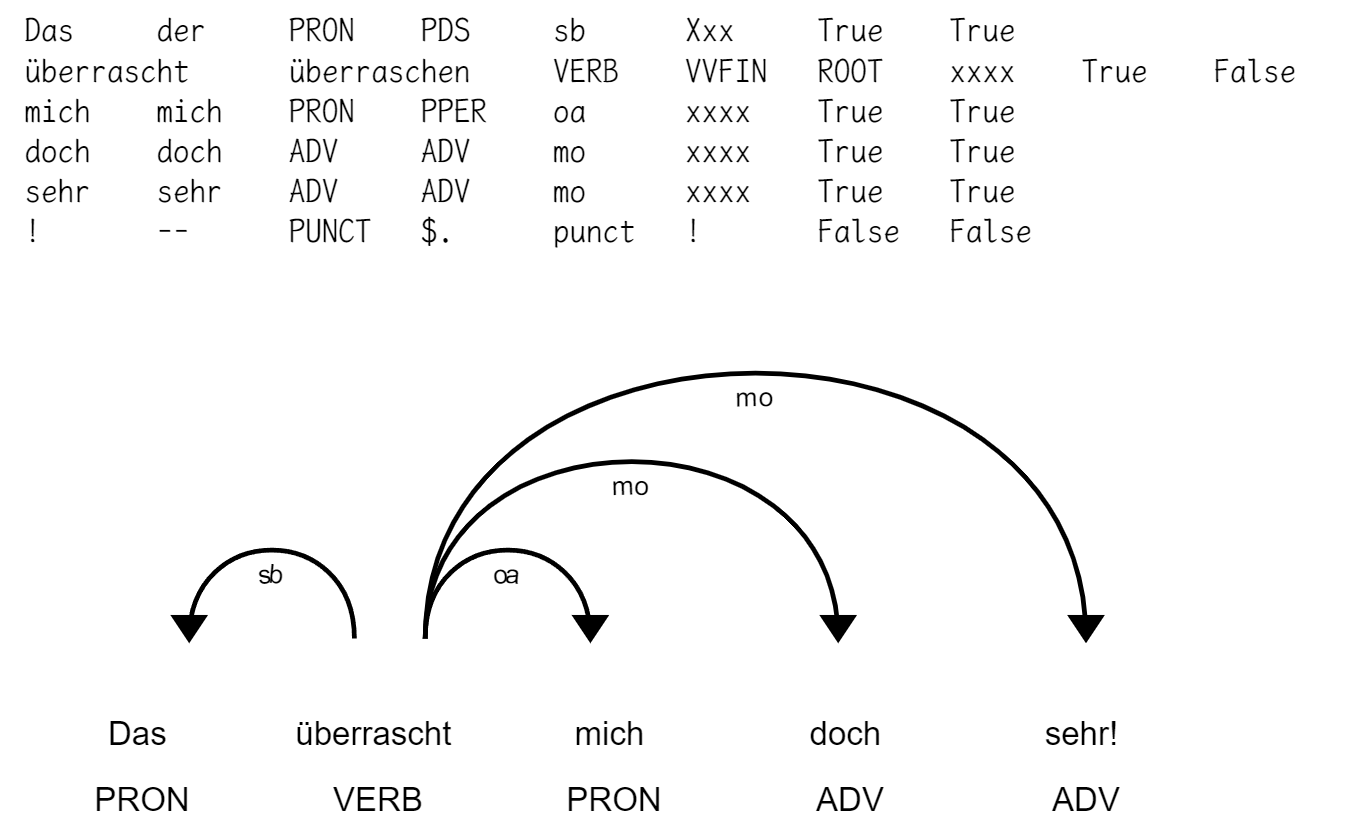 Das der PRON PDS sb Xxx True True
überrascht überraschen VERB VVFIN ROOT xxxx True False
mich mich PRON PPER oa xxxx True True
doch doch ADV ADV mo xxxx True True
sehr sehr ADV ADV mo xxxx True True
! -- PUNCT $. punct ! False False
mo
mo
sb oa
Das überrascht mich doch sehr!
PRON VERB PRON ADV ADV